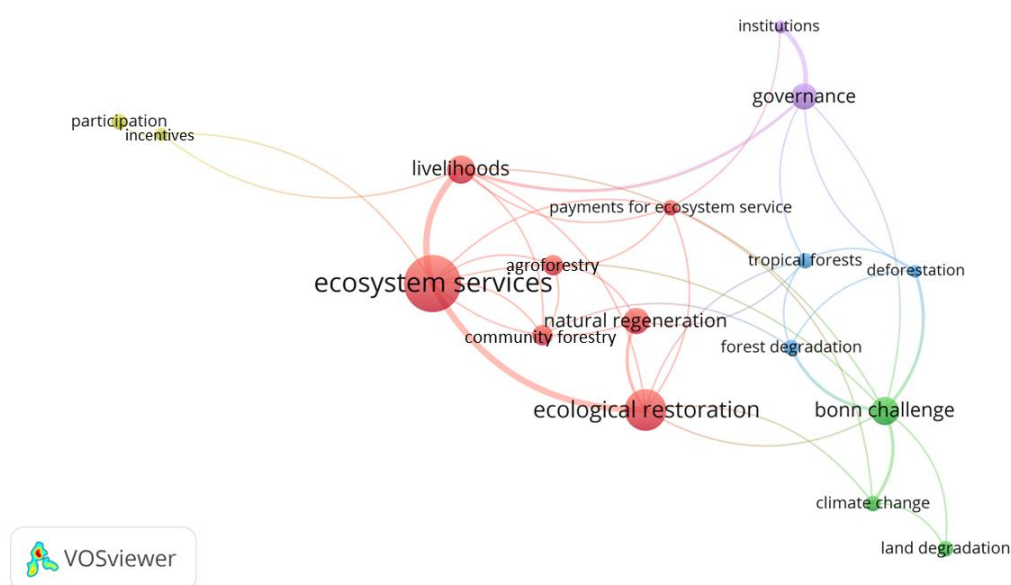 institutions
governance
participation
incentives
livelihoods
payments for ecosystem service
tropical forests
agroforestry
deforestation
ecosystem services
natural regeneration
community forestry
forest degradation
ecological restoration
bonn challenge
climate change
land degradation
VOSviewer